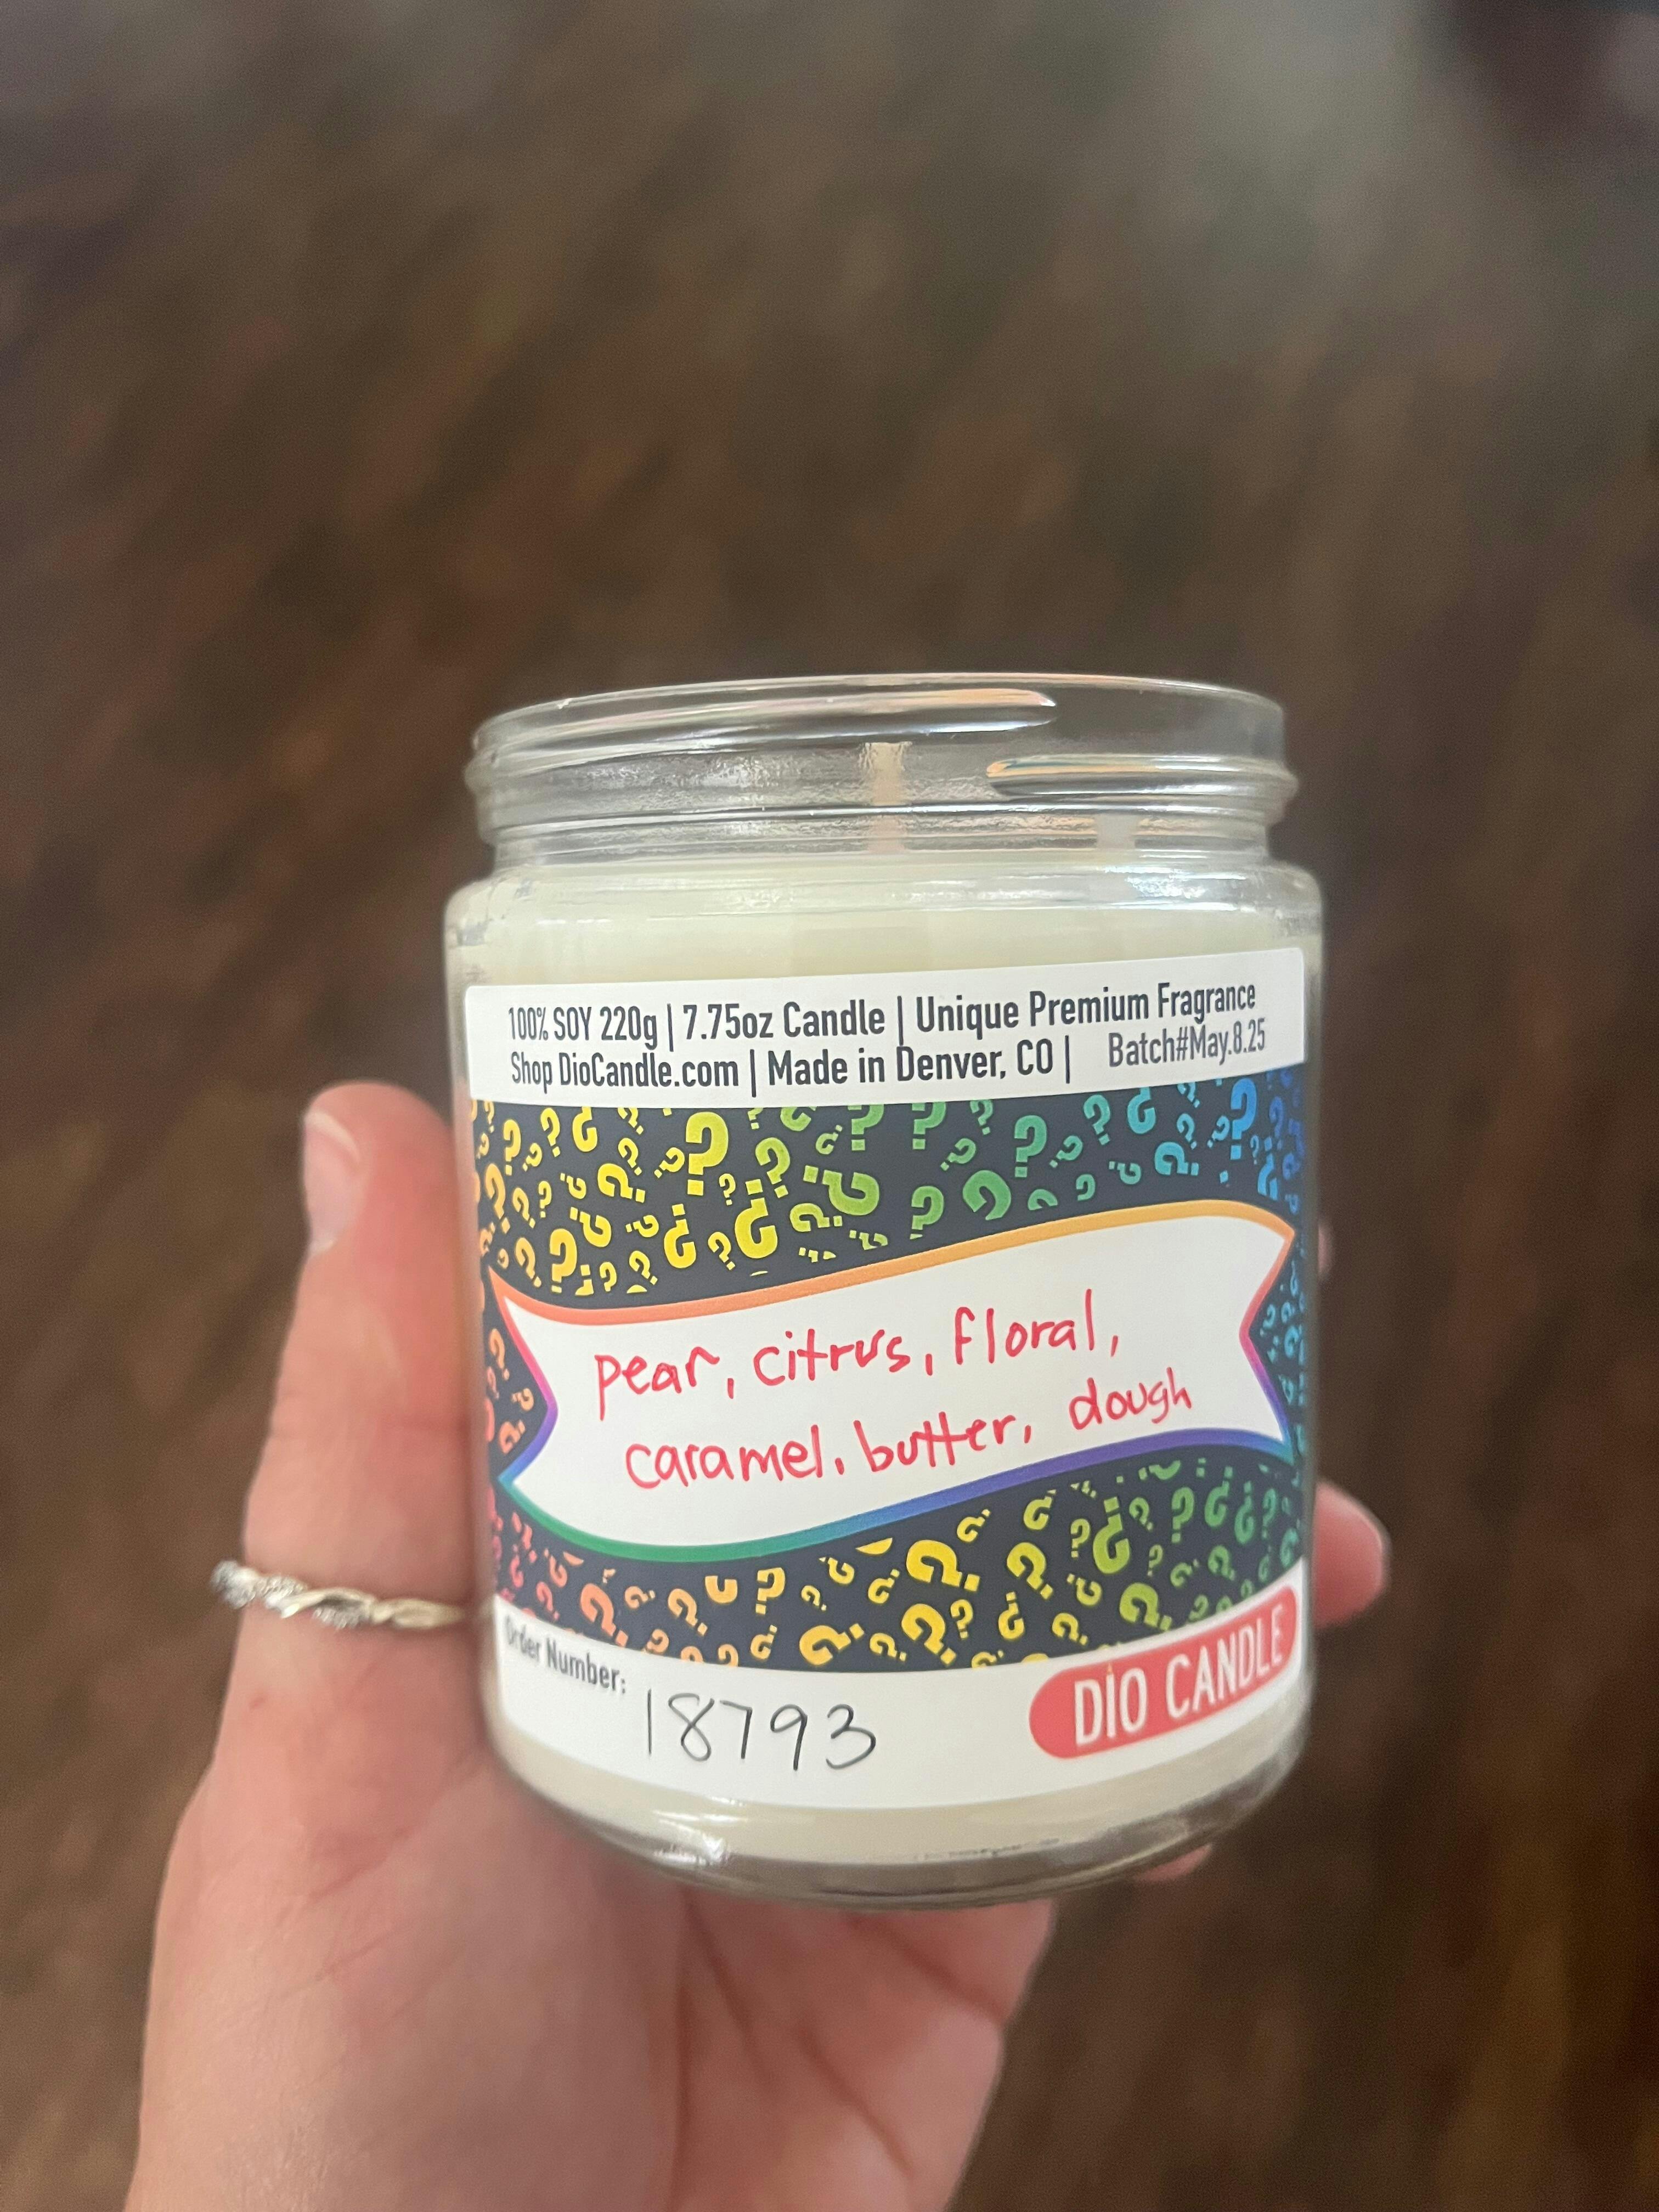 100% SOY 220g | 7.75oz Candle | Unique Premium Fragrance
Shop DioCandle.com | Made in Denver, CO | Batch#May.8.25
pear, citrus, floral,
caramel, butter, dough
Order Number: 18793
DIO CANDLE